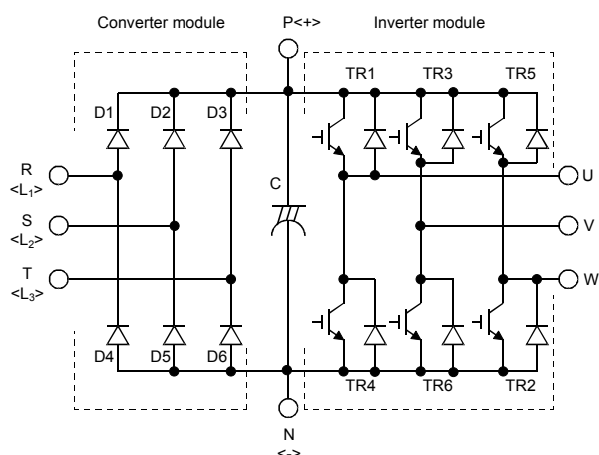 Converter module
P<+>
Inverter module
TR1
TR3
TR5
D1
D2
D3
R
<L1>
U
C
S
<L2>
V
T
<L3>
W
D4
D5
D6
TR4
TR6
TR2
N
<->